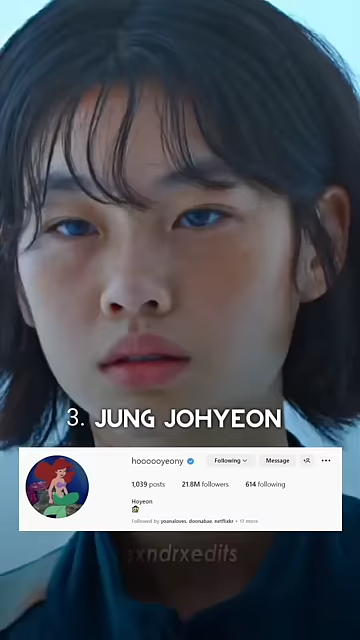 3. JUNG JOHYEON
hoooooyeony
Following
Message
1,039 posts 21.8M followers 614 following
Hoyeon
Followed by yoanaloves, doonabae, netflixkr + 17 more
sxndrxedits